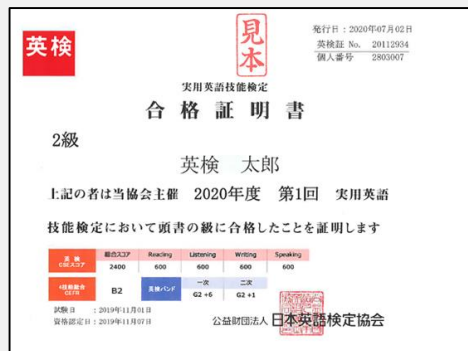 英検
見本
発行日：2020年07月02日
英検証 No. 20112934
個人番号 2803007
実用英語技能検定
合格証明書
2級
英検 太郎
上記の者は当協会主催 2020年度 第1回 実用英語
技能検定において頭書の級に合格したことを証明します
英検CSEスコア 総合スコア Reading Listening Writing Speaking
2400 600 600 600 600
4技能総合CEFR B2 英検バンド 一次 二次
G2 +6 G2 +1
試験日 ：2019年11月01日
資格認定日：2019年11月07日
公益財団法人 日本英語検定協会